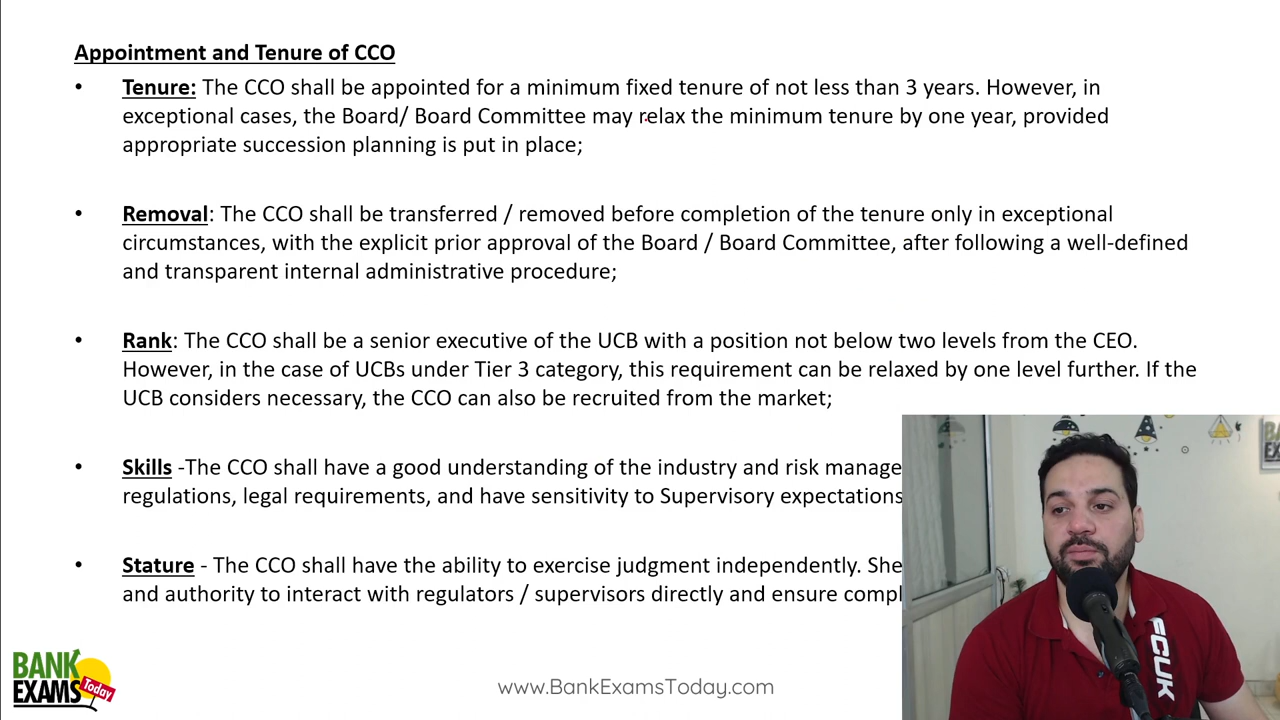 Appointment and Tenure of CCO
• Tenure: The CCO shall be appointed for a minimum fixed tenure of not less than 3 years. However, in
exceptional cases, the Board/ Board Committee may relax the minimum tenure by one year, provided
appropriate succession planning is put in place;
• Removal: The CCO shall be transferred / removed before completion of the tenure only in exceptional
circumstances, with the explicit prior approval of the Board / Board Committee, after following a well-defined
and transparent internal administrative procedure;
• Rank: The CCO shall be a senior executive of the UCB with a position not below two levels from the CEO.
However, in the case of UCBs under Tier 3 category, this requirement can be relaxed by one level further. If the
UCB considers necessary, the CCO can also be recruited from the market;
• Skills -The CCO shall have a good understanding of the industry and risk manage
regulations, legal requirements, and have sensitivity to Supervisory expectations
• Stature - The CCO shall have the ability to exercise judgment independently. She
and authority to interact with regulators / supervisors directly and ensure compl
FCUK
BANK
EXAMS
Today
www.BankExamsToday.com